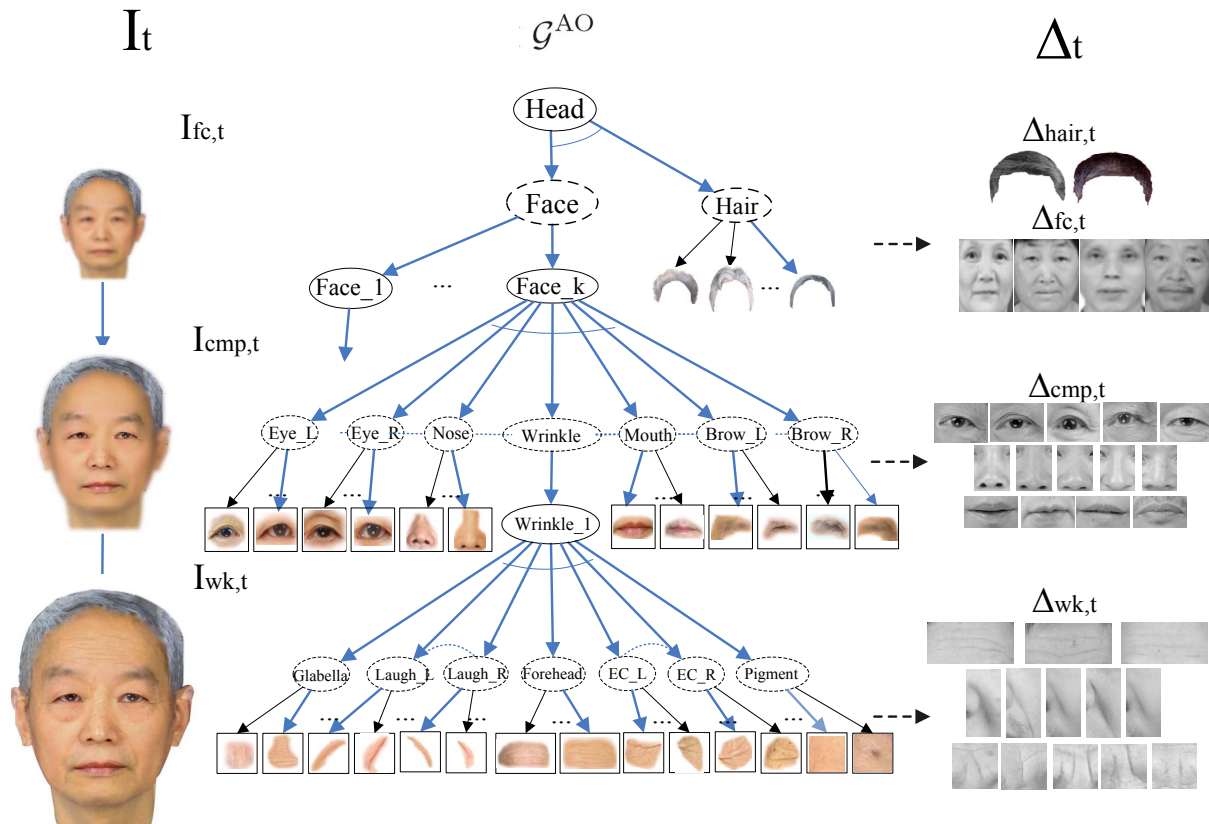 It
𝒢^AO
Δt
Ifc,t
Head
Δhair,t
Face
Hair
Δfc,t
Face_1
...
Face_k
...
Icmp,t
Δcmp,t
Eye_L
Eye_R
Nose
Wrinkle
Mouth
Brow_L
Brow_R
...
...
...
...
...
...
Wrinkle_1
Iwk,t
Δwk,t
Glabella
Laugh_L
Laugh_R
Forehead
EC_L
EC_R
Pigment
...
...
...
...
...
...
...